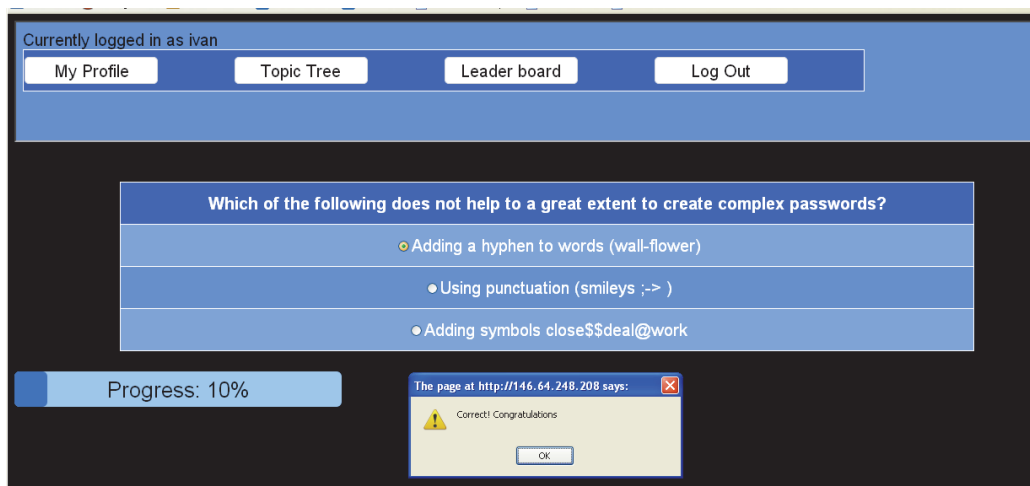 Currently logged in as ivan
My Profile Topic Tree Leader board Log Out
Which of the following does not help to a great extent to create complex passwords?
Adding a hyphen to words (wall-flower)
Using punctuation (smileys ;-> )
Adding symbols close$$deal@work
Progress: 10%
The page at http://146.64.248.208 says:
Correct! Congratulations
OK